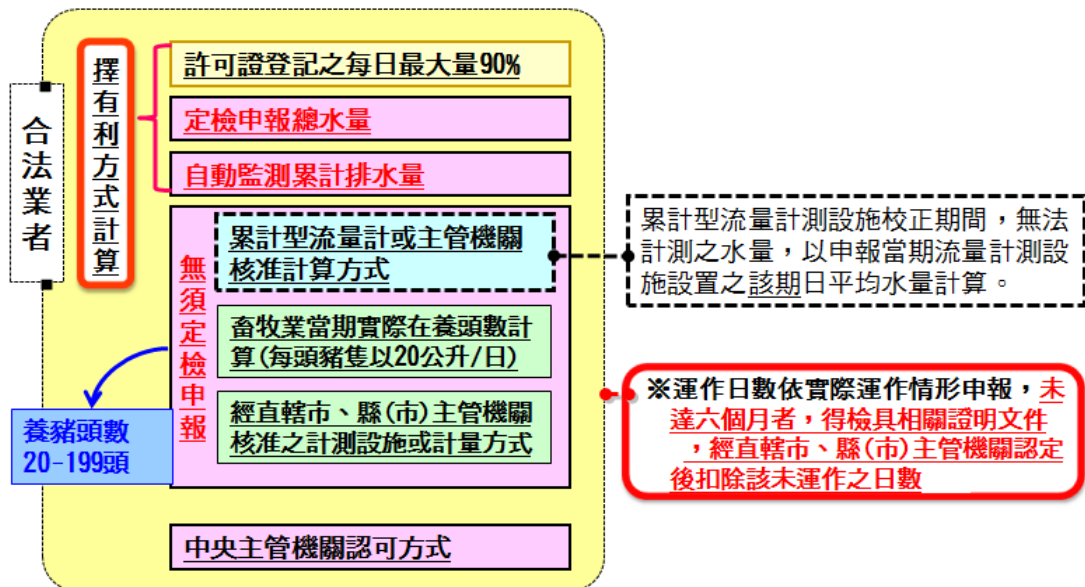 合法業者
擇有利方式計算
許可證登記之每日最大量90%
定檢申報總水量
自動監測累計排水量
無須定檢申報
累計型流量計或主管機關
核准計算方式
畜牧業當期實際在養頭數計
算(每頭豬隻以20公升/日)
經直轄市、縣(市)主管機關
核准之計測設施或計量方式
中央主管機關認可方式
養豬頭數
20-199頭
累計型流量計測設施校正期間，無法
計測之水量，以申報當期流量計測設
施設置之該期日平均水量計算。
※運作日數依實際運作情形申報，未
達六個月者，得檢具相關證明文件
，經直轄市、縣(市)主管機關認定
後扣除該未運作之日數